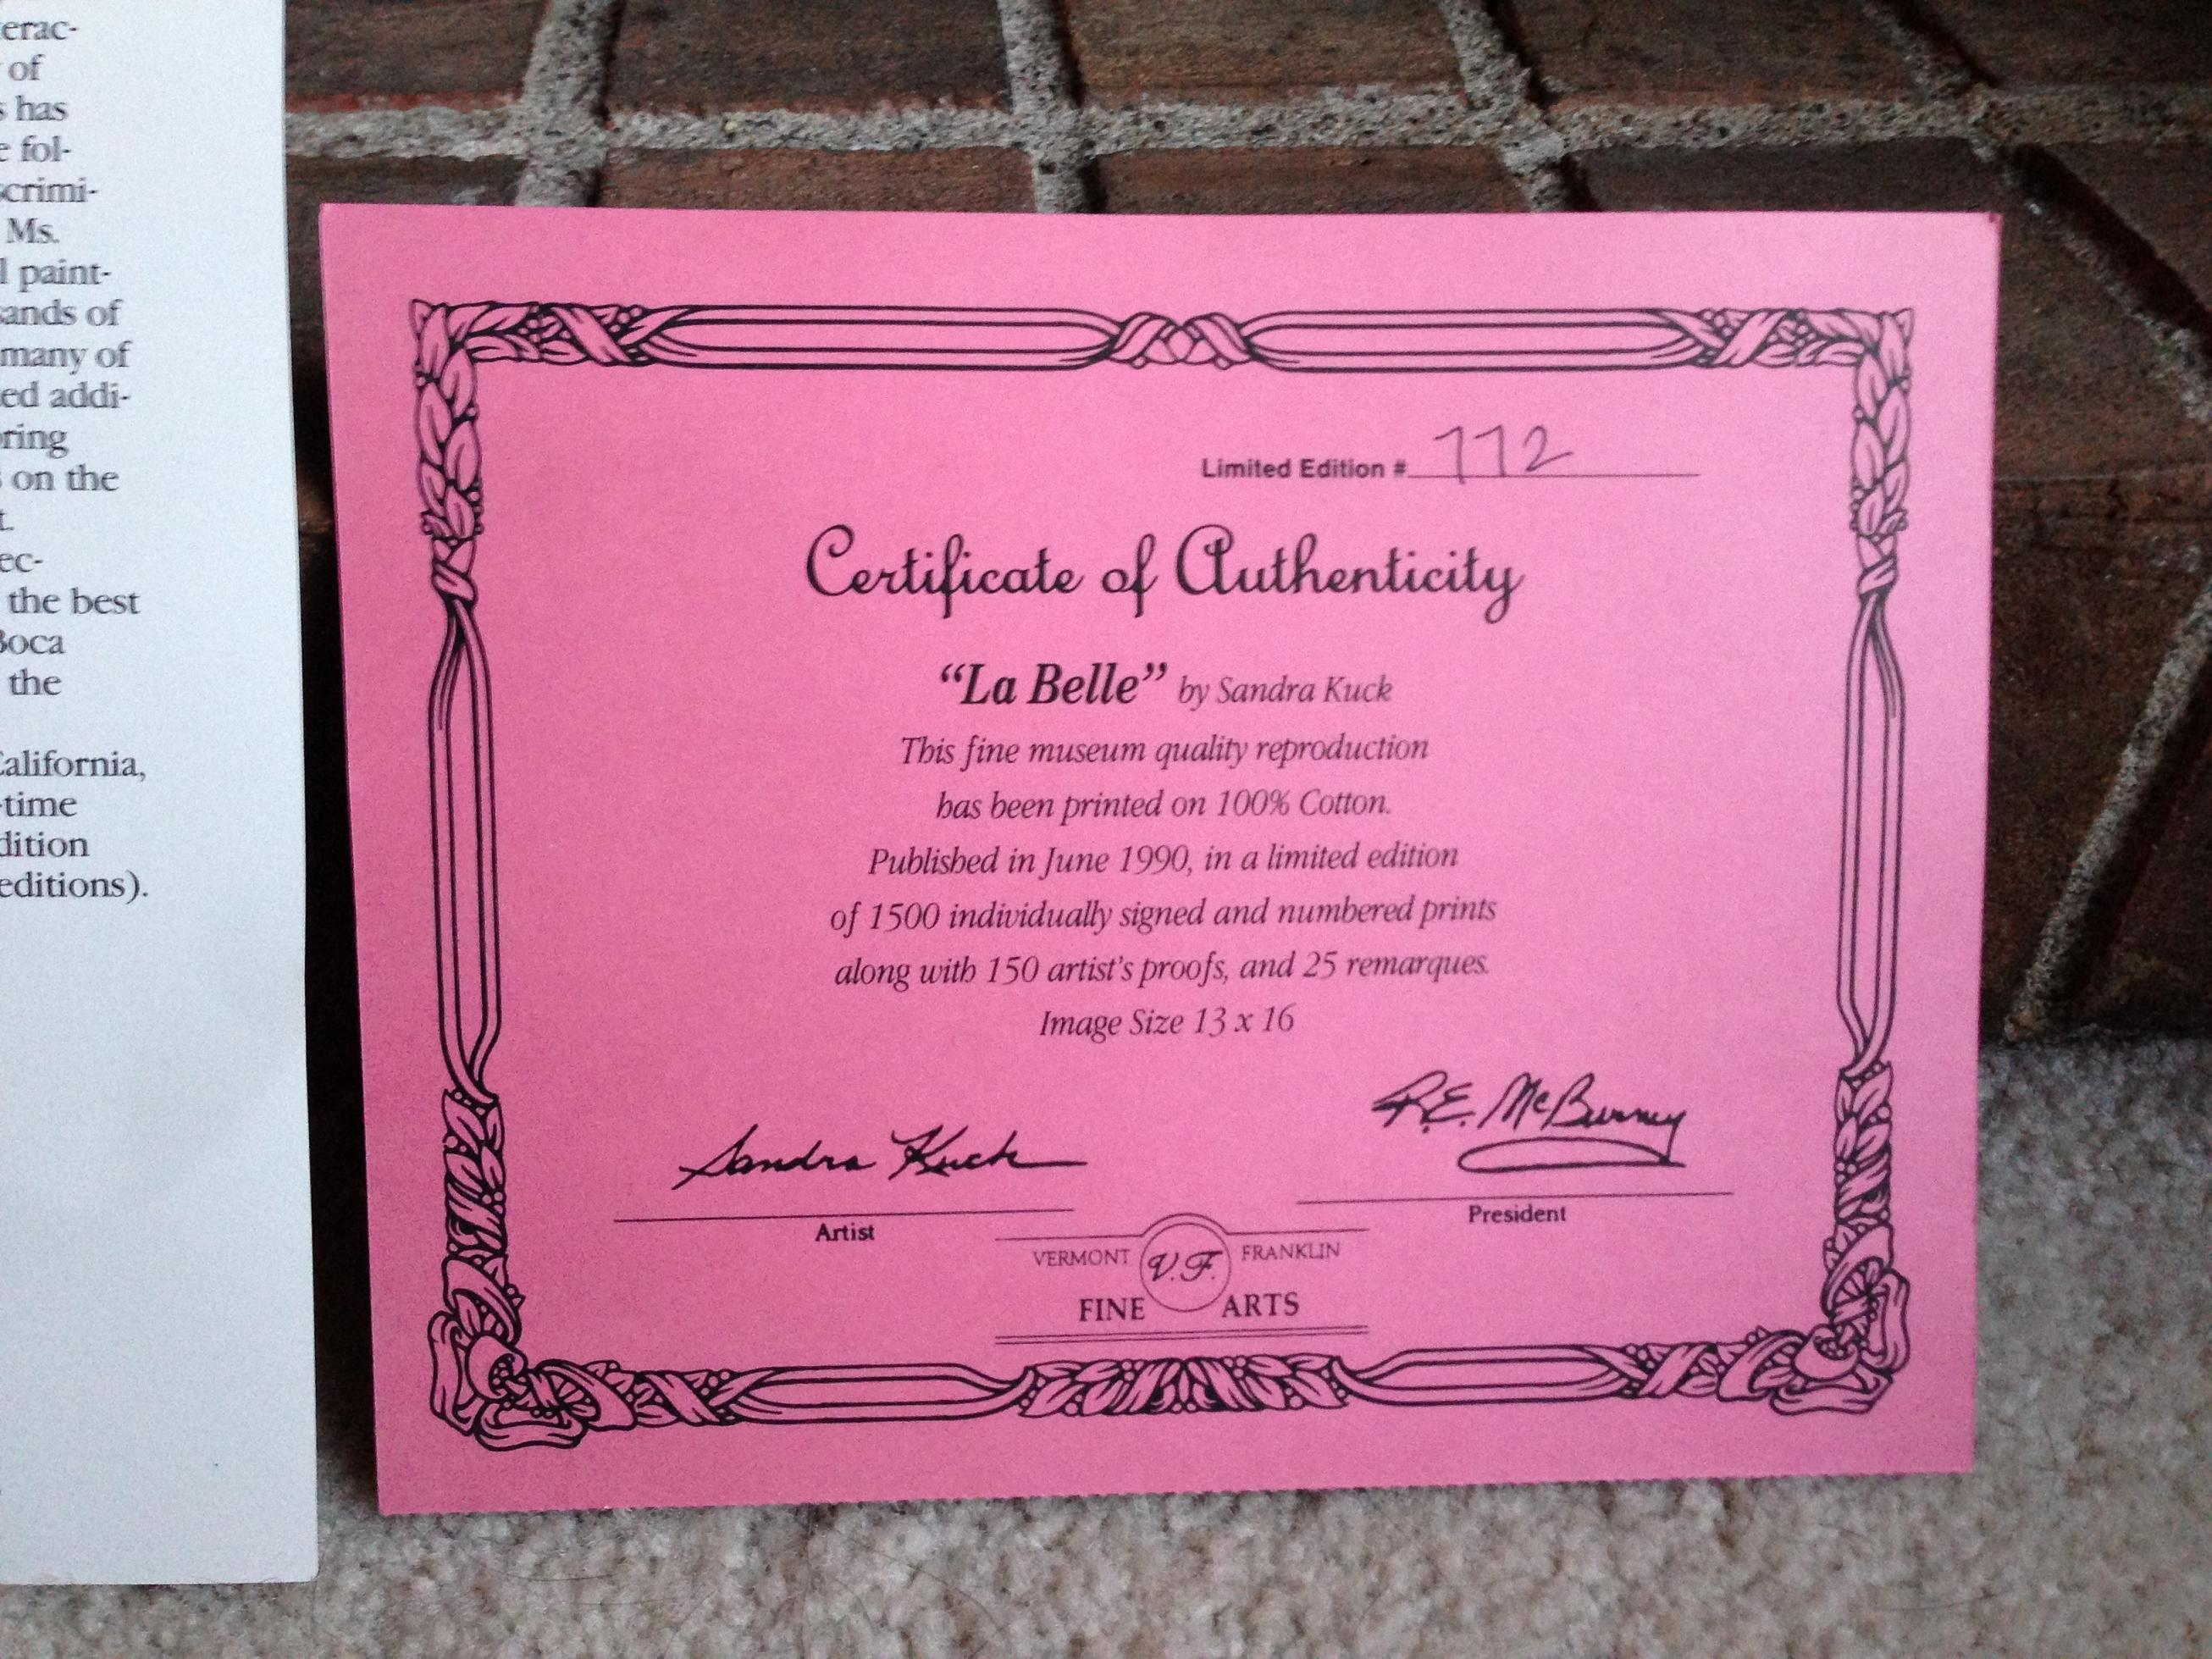 erac-
of
s has
e fol-
scrimi-
Ms.
l paint-
sands of
many of
ed addi-
oring
s on the
t.
ec-
the best
Boca
the
California,
-time
dition
editions).
Limited Edition # 772
Certificate of Authenticity
“La Belle” by Sandra Kuck
This fine museum quality reproduction
has been printed on 100% Cotton.
Published in June 1990, in a limited edition
of 1500 individually signed and numbered prints
along with 150 artist's proofs, and 25 remarques.
Image Size 13 x 16
Sandra Kuck
R.E. McBurney
Artist
President
VERMONT V.F. FRANKLIN
FINE ARTS